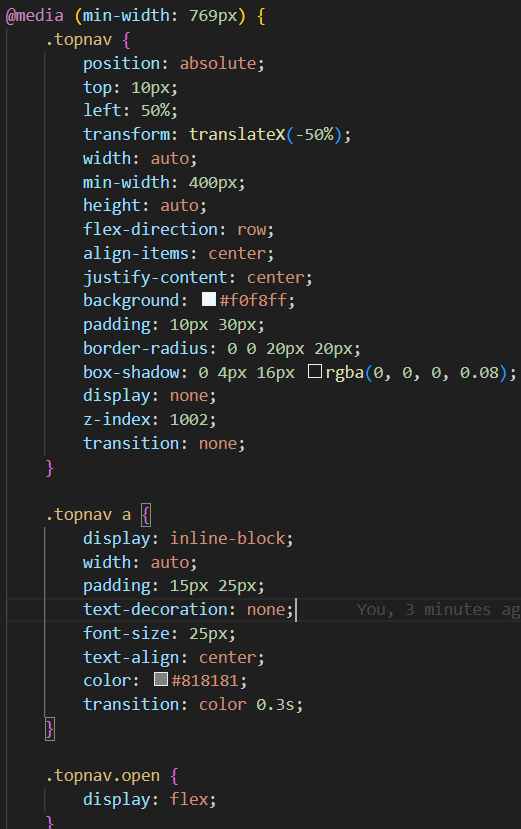 @media (min-width: 769px) {
.topnav {
position: absolute;
top: 10px;
left: 50%;
transform: translateX(-50%);
width: auto;
min-width: 400px;
height: auto;
flex-direction: row;
align-items: center;
justify-content: center;
background: #f0f8ff;
padding: 10px 30px;
border-radius: 0 0 20px 20px;
box-shadow: 0 4px 16px rgba(0, 0, 0, 0.08);
display: none;
z-index: 1002;
transition: none;
}
.topnav a {
display: inline-block;
width: auto;
padding: 15px 25px;
text-decoration: none; You, 3 minutes ag
font-size: 25px;
text-align: center;
color: #818181;
transition: color 0.3s;
}
.topnav.open {
display: flex;
}